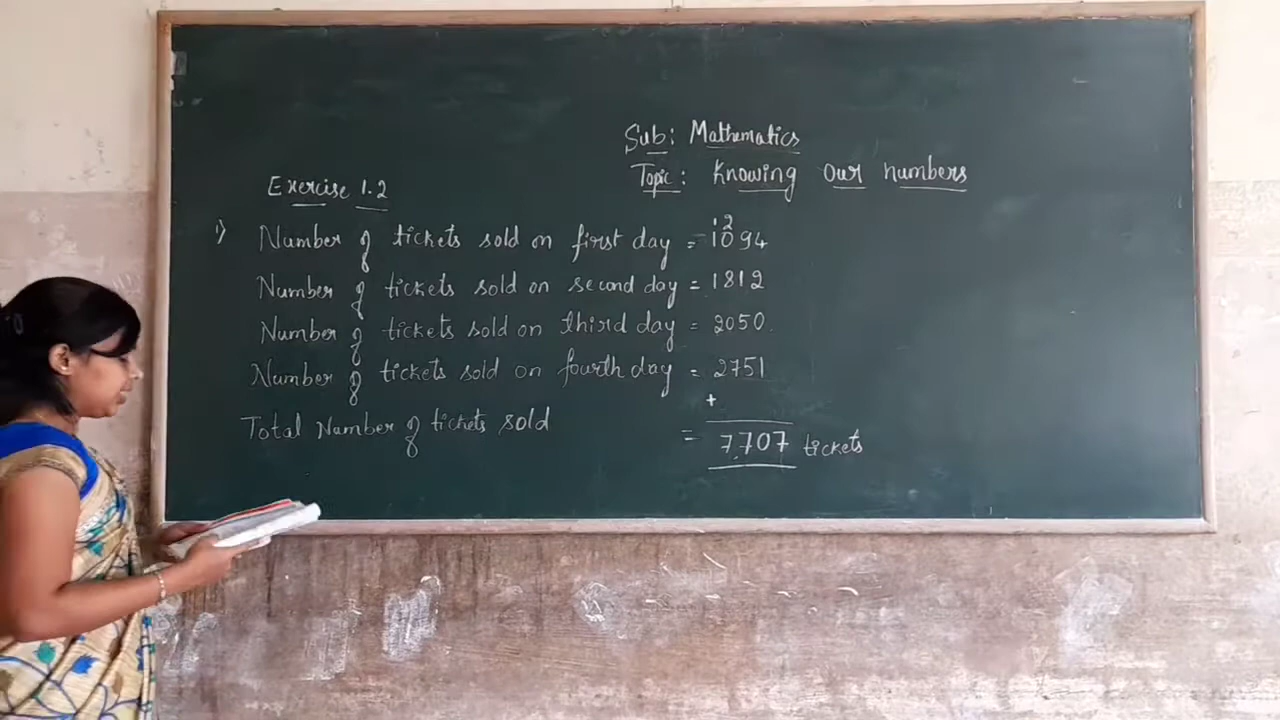 Sub: Mathematics
Topic: Knowing our numbers
Exercise 1.2
1) Number of tickets sold on first day = 1094
Number of tickets sold on second day = 1812
Number of tickets sold on third day = 2050
Number of tickets sold on fourth day = 2751
+
Total Number of tickets sold = 7,707 tickets